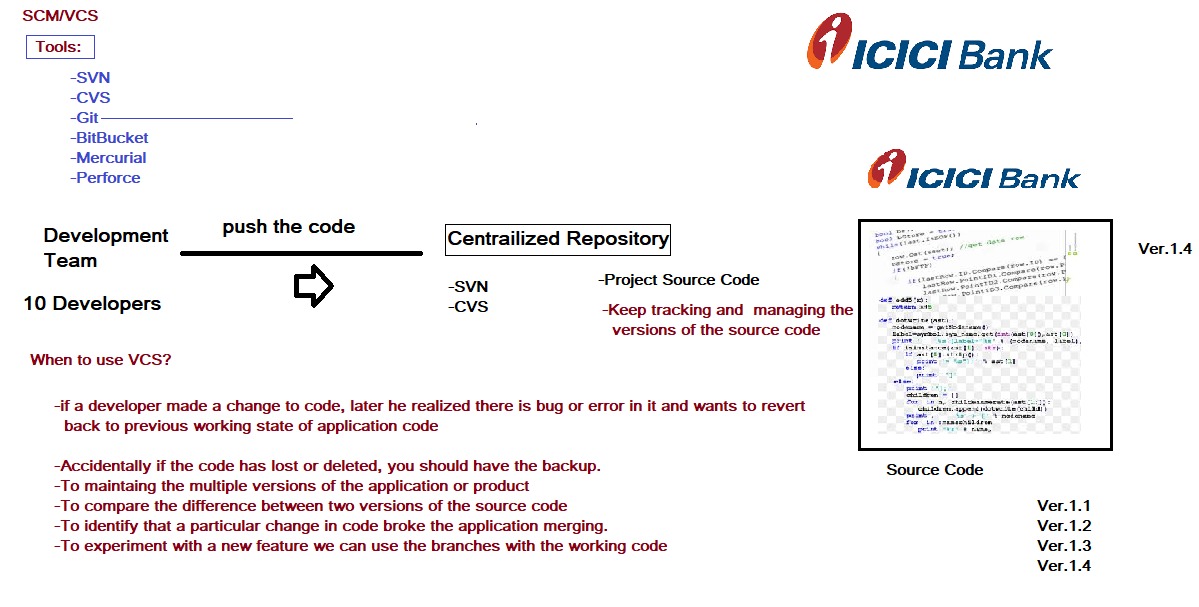 SCM/VCS
Tools:
-SVN
-CVS
-Git
-BitBucket
-Mercurial
-Perforce
ICICI Bank
ICICI Bank
Development
Team
push the code
10 Developers
Centrailized Repository
-SVN
-CVS
-Project Source Code
-Keep tracking and managing the
versions of the source code
Ver.1.4
When to use VCS?
-if a developer made a change to code, later he realized there is bug or error in it and wants to revert
back to previous working state of application code
-Accidentally if the code has lost or deleted, you should have the backup.
-To maintaing the multiple versions of the application or product
-To compare the difference between two versions of the source code
-To identify that a particular change in code broke the application merging.
-To experiment with a new feature we can use the branches with the working code
Source Code
Ver.1.1
Ver.1.2
Ver.1.3
Ver.1.4